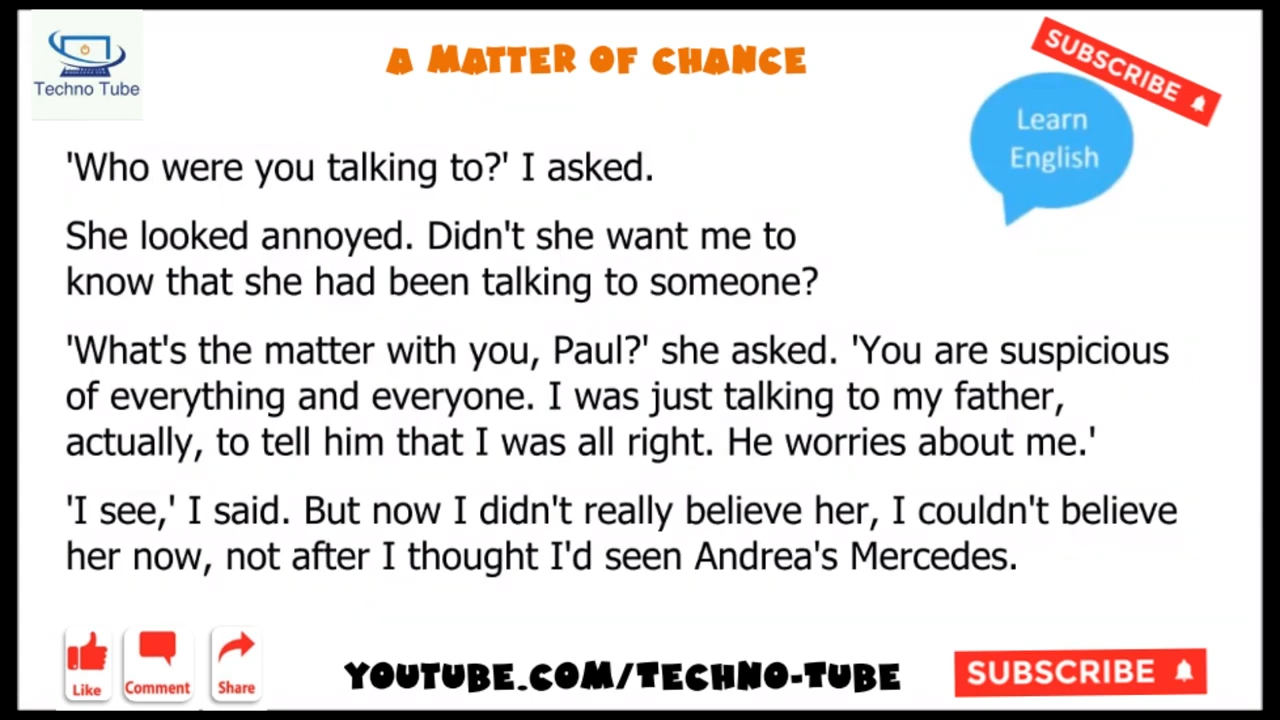 Techno Tube
A MATTER OF CHANCE
SUBSCRIBE
Learn
English
'Who were you talking to?' I asked.
She looked annoyed. Didn't she want me to
know that she had been talking to someone?
'What's the matter with you, Paul?' she asked. 'You are suspicious
of everything and everyone. I was just talking to my father,
actually, to tell him that I was all right. He worries about me.'
'I see,' I said. But now I didn't really believe her, I couldn't believe
her now, not after I thought I'd seen Andrea's Mercedes.
Like
Comment
Share
YOUTUBE.COM/TECHNO-TUBE
SUBSCRIBE